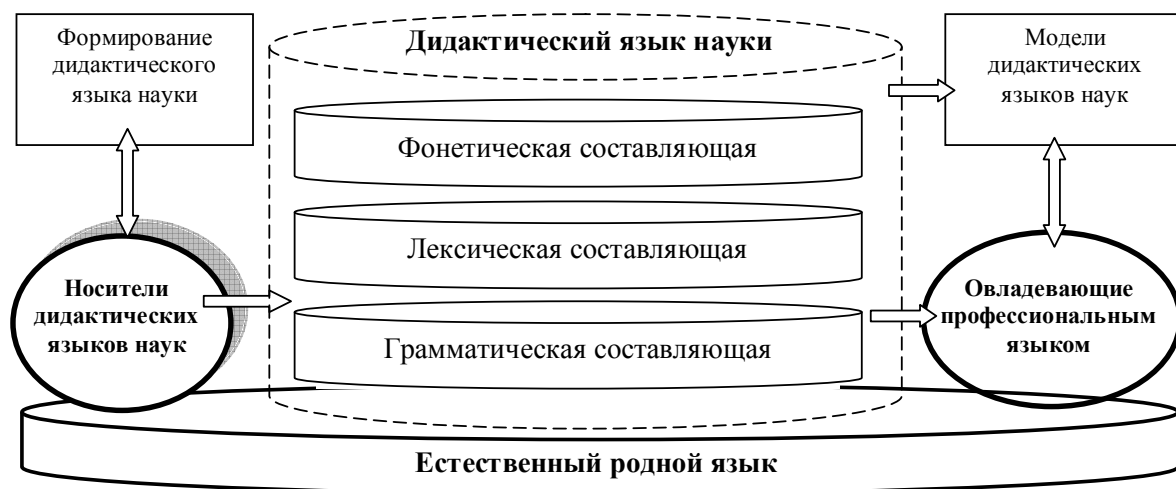 Формирование
дидактического
языка науки
Дидактический язык науки
Модели
дидактических
языков наук
Фонетическая составляющая
Лексическая составляющая
Носители
дидактических
языков наук
Грамматическая составляющая
Овладевающие
профессиональным
языком
Естественный родной язык